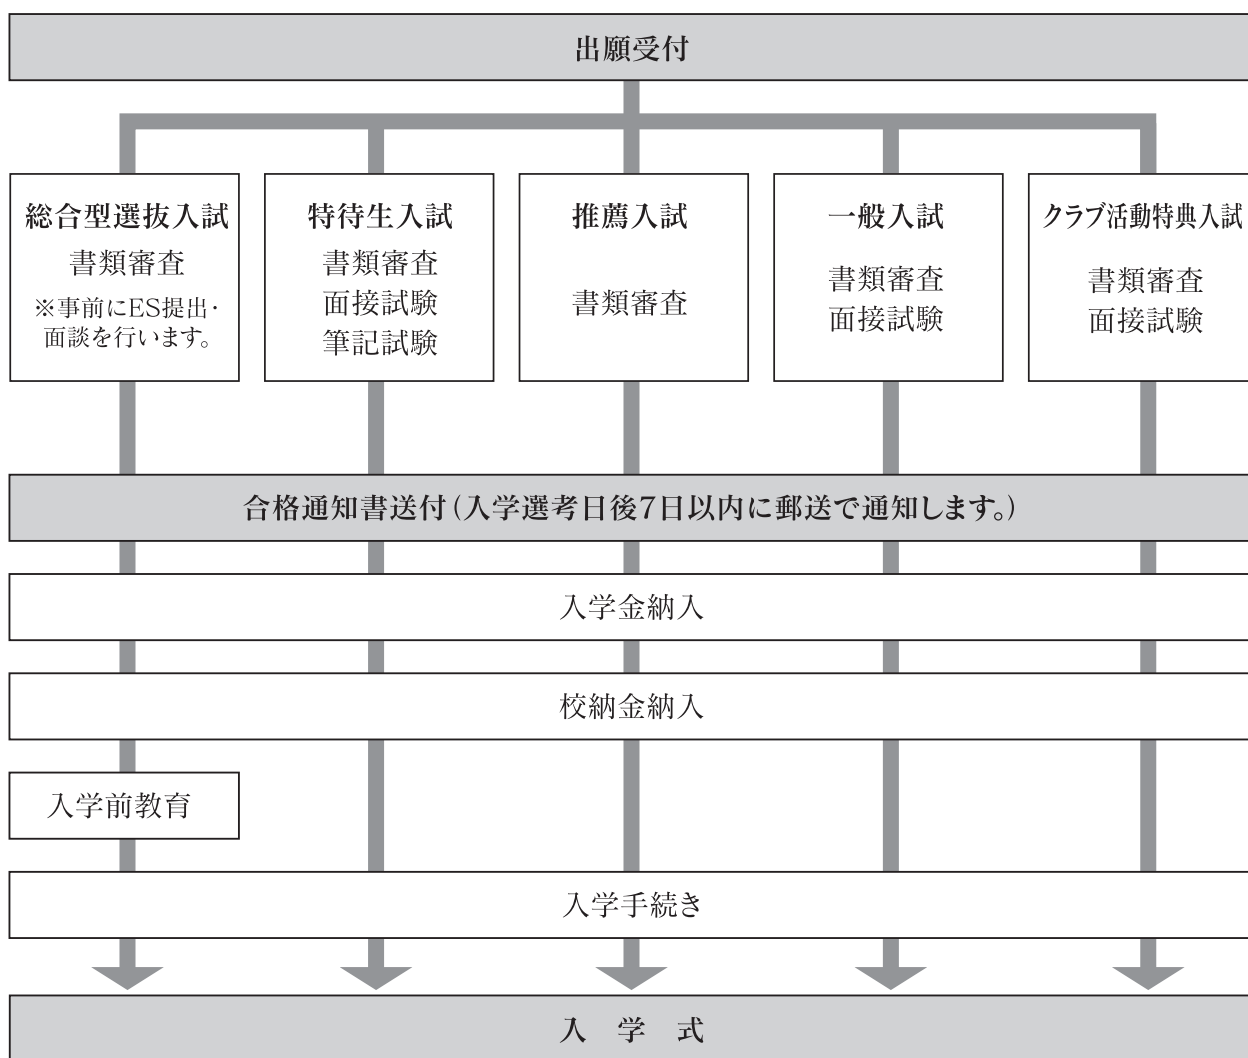 出願受付
総合型選抜入試
書類審査
※事前にES提出・
面談を行います。
特待生入試
書類審査
面接試験
筆記試験
推薦入試
書類審査
一般入試
書類審査
面接試験
クラブ活動特典入試
書類審査
面接試験
合格通知書送付（入学選考日後7日以内に郵送で通知します。）
入学金納入
校納金納入
入学前教育
入学手続き
入　学　式